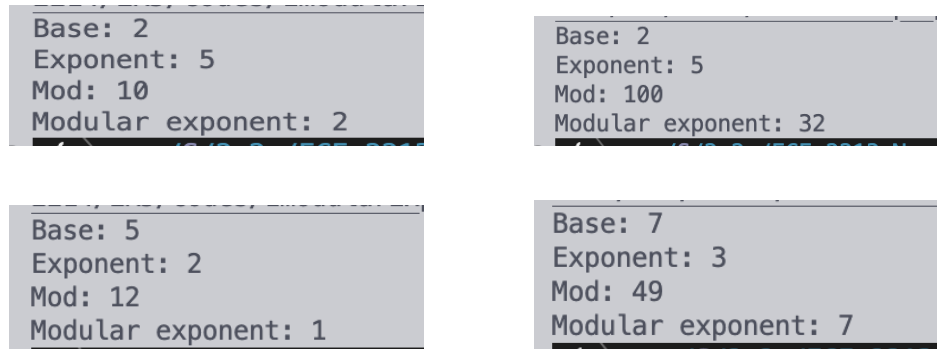 Base: 2
Exponent: 5
Mod: 10
Modular exponent: 2
Base: 2
Exponent: 5
Mod: 100
Modular exponent: 32
Base: 5
Exponent: 2
Mod: 12
Modular exponent: 1
Base: 7
Exponent: 3
Mod: 49
Modular exponent: 7